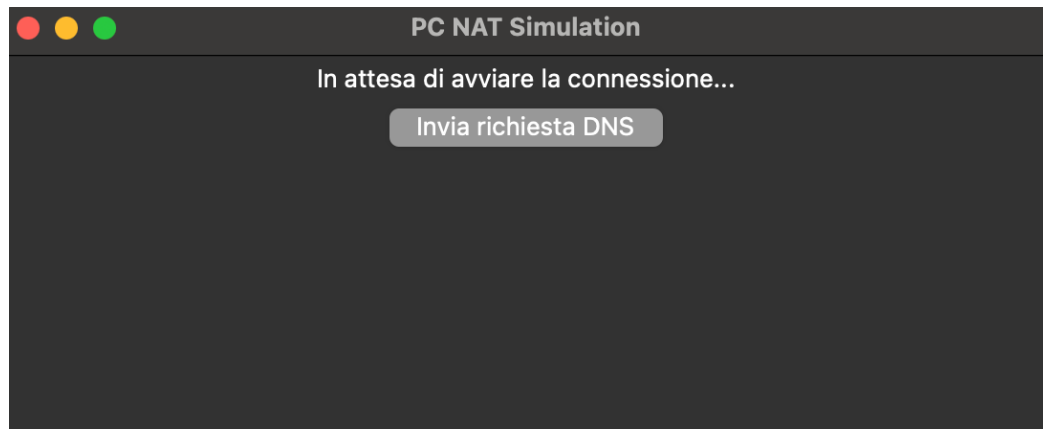 PC NAT Simulation
In attesa di avviare la connessione...
Invia richiesta DNS